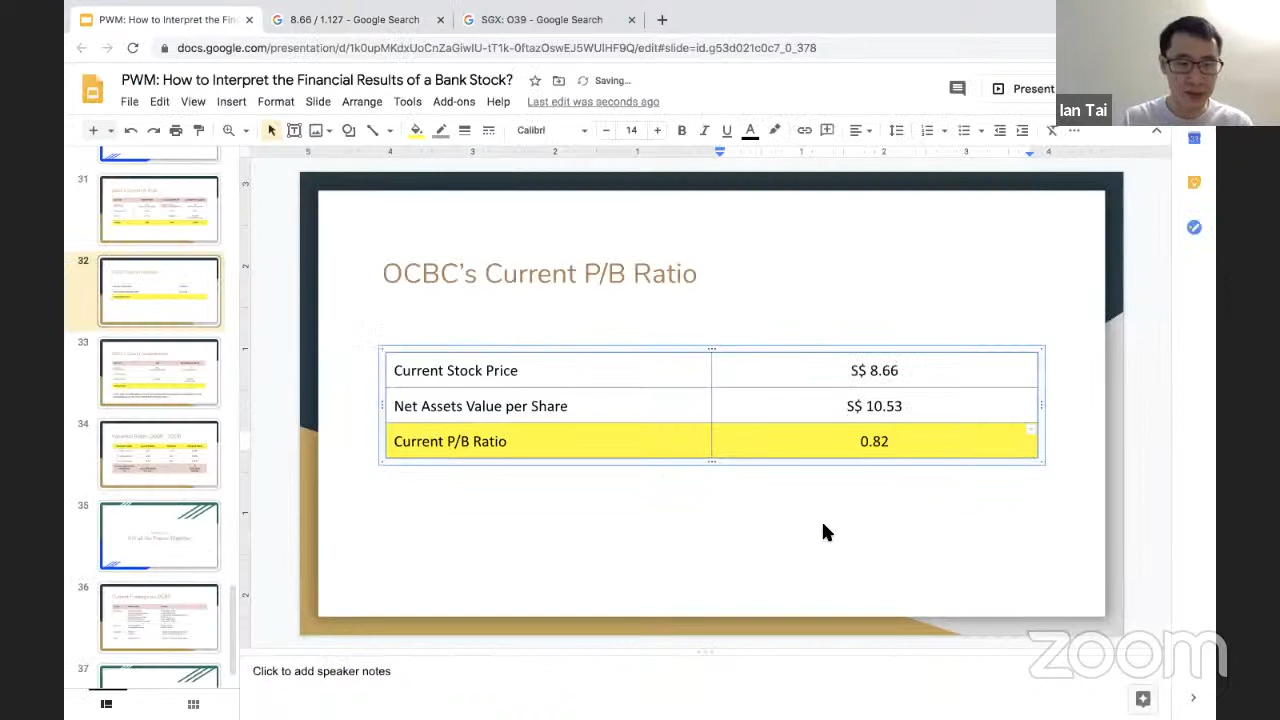 PWM: How to Interpret the Fin
8.66 / 1.127 - Google Search
SGX: O39 - Google Search
docs.google.com/presentation/d/1k0upMKdxUoCnZaGiwIU-tT1k-0ftazOswEJ5WUlHF9Q/edit#slide=id.g53d021c0c7_0_378
PWM: How to Interpret the Financial Results of a Bank Stock?
Saving...
File Edit View Insert Format Slide Arrange Tools Add-ons Help
Last edit was seconds ago
Present
Ian Tai
Calibri
14
31
32
33
34
35
36
37
OCBC's Current P/B Ratio
Current Stock Price S$ 8.66
Net Assets Value per Share S$ 10.53
Current P/B Ratio 0.82
Click to add speaker notes
zoom